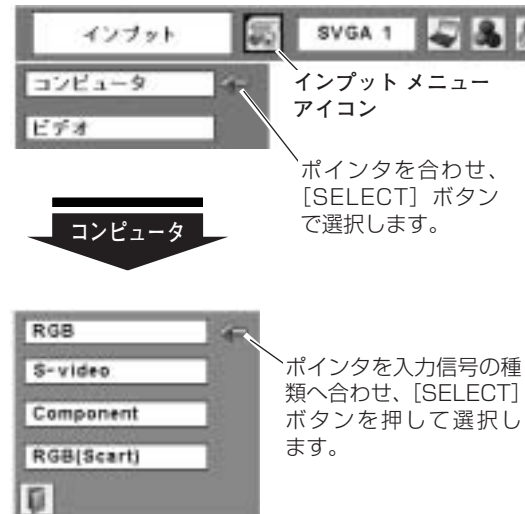 インプット
SVGA 1
コンピュータ
インプット メニュー
アイコン
ビデオ
ポインタを合わせ、
［SELECT］ボタン
で選択します。
コンピュータ
RGB
ポインタを入力信号の種
類へ合わせ、［SELECT］
ボタンを押して選択し
ます。
S-video
Component
RGB(Scart)